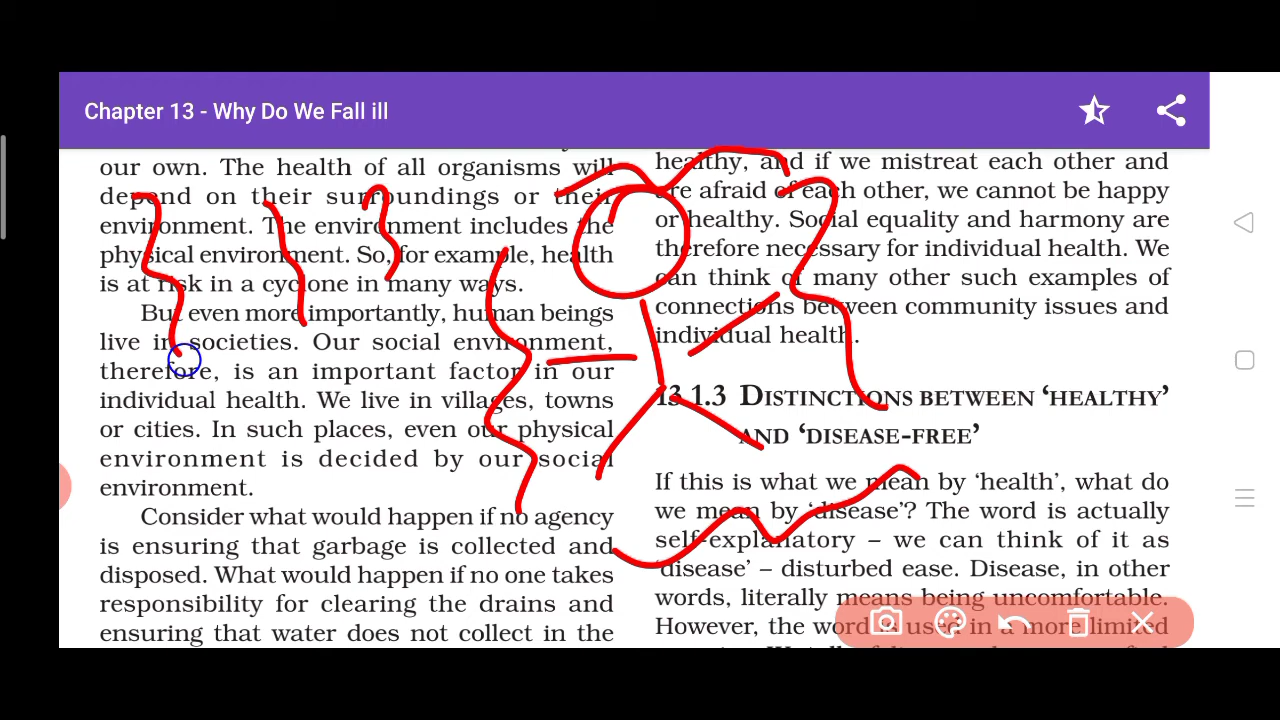 Chapter 13 - Why Do We Fall ill
our own. The health of all organisms will
depend on their surroundings or their
environment. The environment includes the
physical environment. So, for example, health
is at risk in a cyclone in many ways.
But even more importantly, human beings
live in societies. Our social environment,
therefore, is an important factor in our
individual health. We live in villages, towns
or cities. In such places, even our physical
environment is decided by our social
environment.
Consider what would happen if no agency
is ensuring that garbage is collected and
disposed. What would happen if no one takes
responsibility for clearing the drains and
ensuring that water does not collect in the
healthy, and if we mistreat each other and
are afraid of each other, we cannot be happy
or healthy. Social equality and harmony are
therefore necessary for individual health. We
can think of many other such examples of
connections between community issues and
individual health.
13.1.3 DISTINCTIONS BETWEEN ‘HEALTHY’
AND ‘DISEASE-FREE’
If this is what we mean by ‘health’, what do
we mean by ‘disease’? The word is actually
self-explanatory – we can think of it as
‘disease’ – disturbed ease. Disease, in other
words, literally means being uncomfortable.
However, the word is used in a more limited